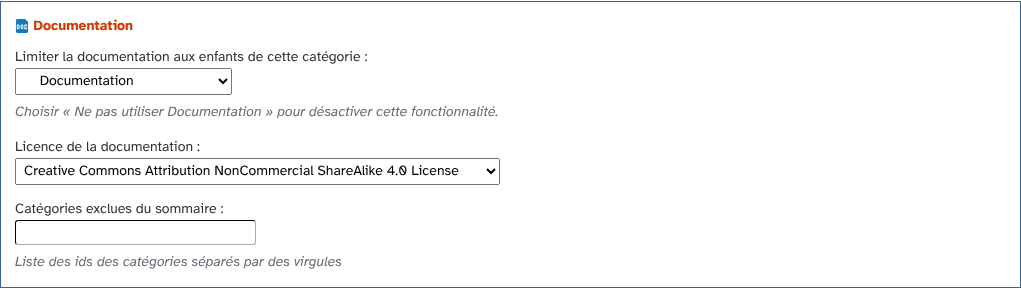 DOC Documentation
Limiter la documentation aux enfants de cette catégorie :
Documentation
Choisir « Ne pas utiliser Documentation » pour désactiver cette fonctionnalité.
Licence de la documentation :
Creative Commons Attribution NonCommercial ShareAlike 4.0 License
Catégories exclues du sommaire :
Liste des ids des catégories séparés par des virgules